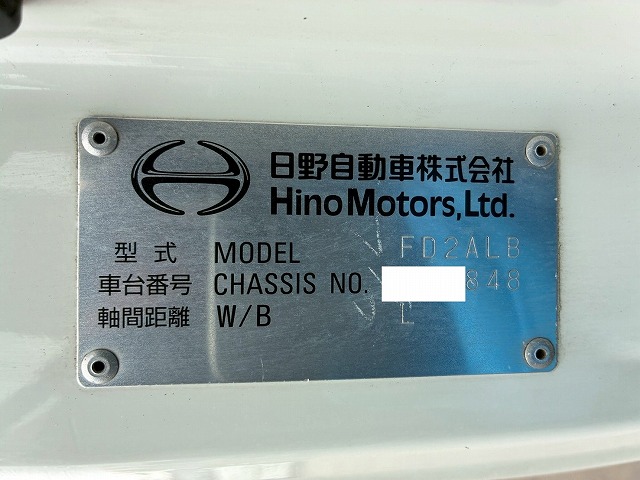 日野自動車株式会社
Hino Motors, Ltd.
型式 MODEL FD2ALB
車台番号 CHASSIS NO. 848
軸間距離 W/B L